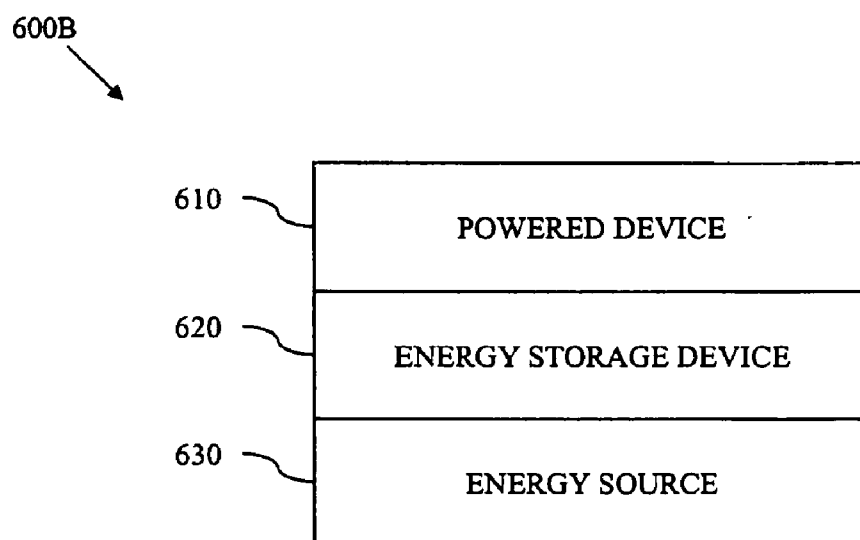 600B
610
POWERED DEVICE
620
ENERGY STORAGE DEVICE
630
ENERGY SOURCE